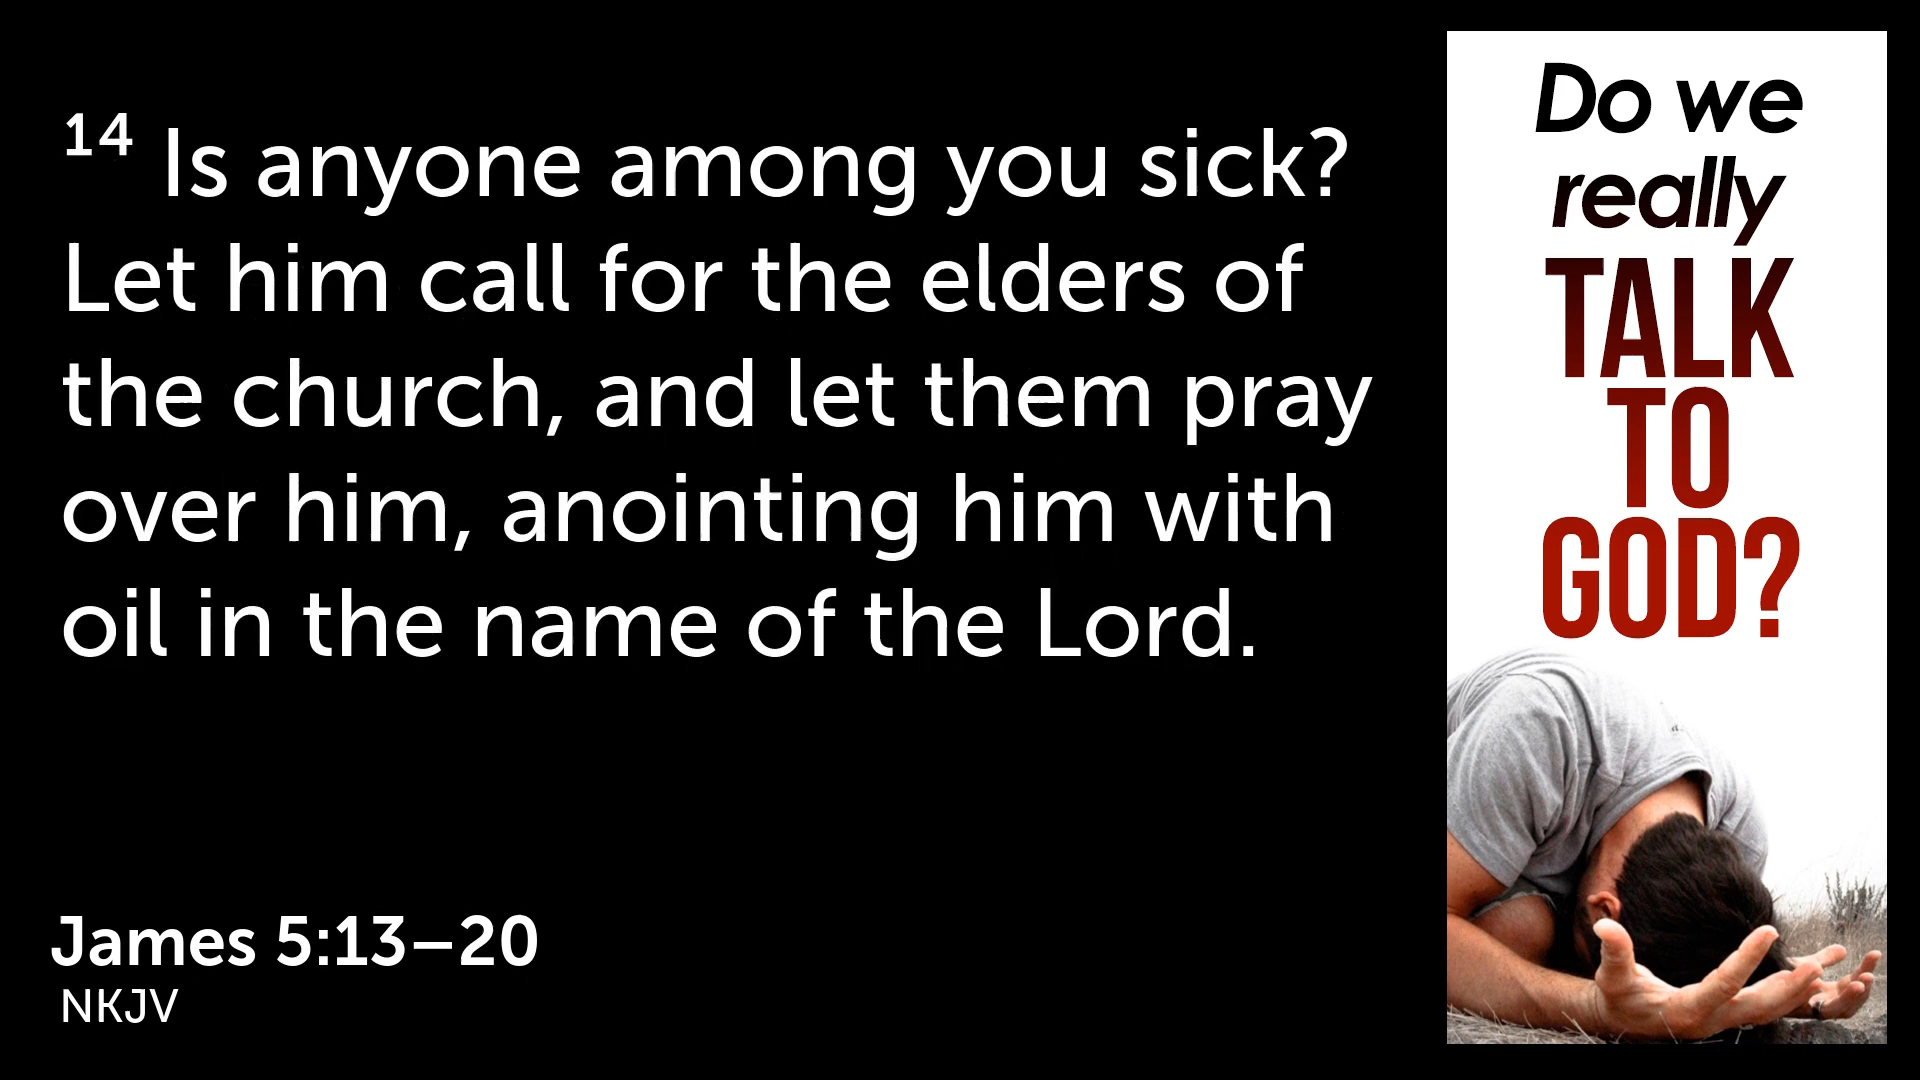 14 Is anyone among you sick?
Let him call for the elders of
the church, and let them pray
over him, anointing him with
oil in the name of the Lord.
James 5:13–20
NKJV
Do we
really
TALK
TO
GOD?